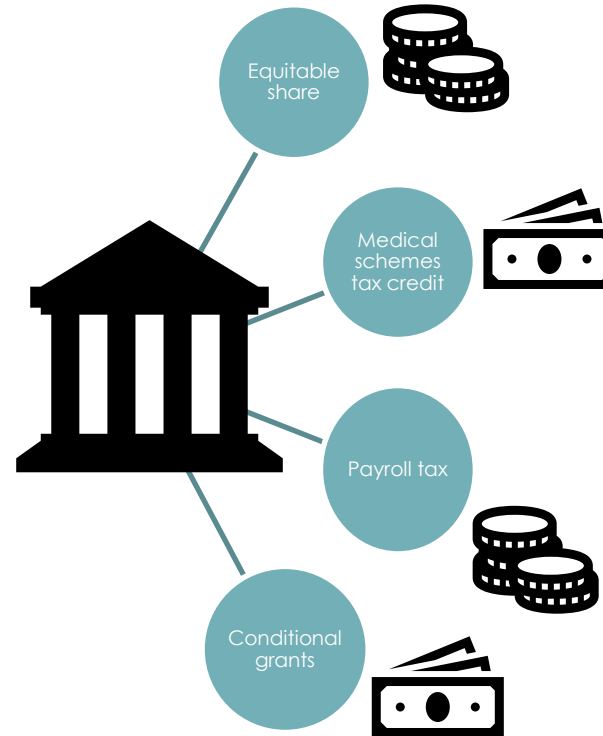 Equitable
share
Medical
schemes
tax credit
Payroll tax
Conditional
grants